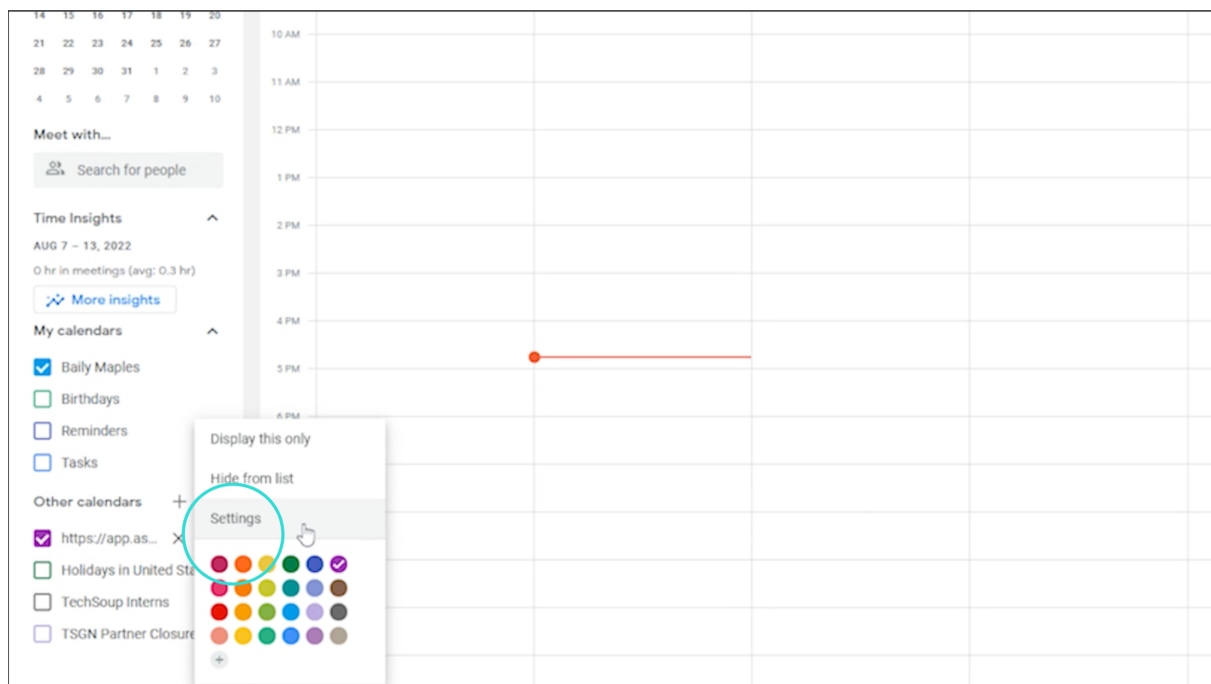 14 15 16 17 18 19 20
21 22 23 24 25 26 27
28 29 30 31 1 2 3
4 5 6 7 8 9 10
Meet with...
Search for people
Time Insights
AUG 7 – 13, 2022
0 hr in meetings (avg: 0.3 hr)
More insights
My calendars
Baily Maples
Birthdays
Reminders
Tasks
Other calendars
https://app.as...
Holidays in United Sta
TechSoup Interns
TSGN Partner Closure
10 AM
11 AM
12 PM
1 PM
2 PM
3 PM
4 PM
5 PM
6 PM
Display this only
Hide from list
Settings